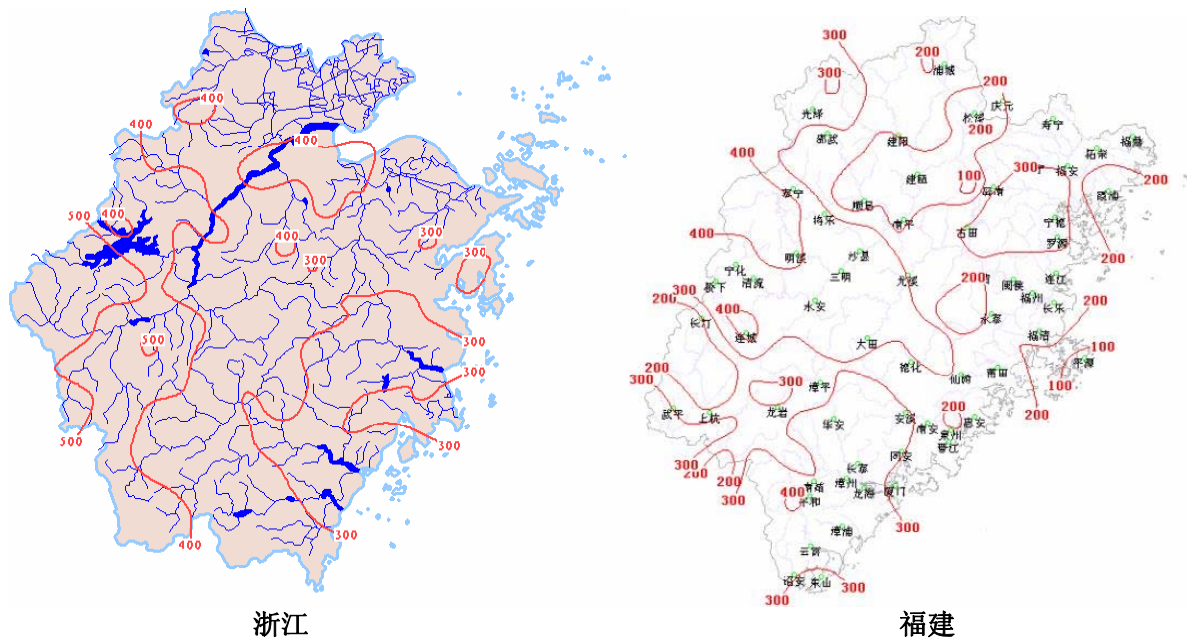 400
400
400
500
400
400
300
300
300
300
500
300
500
300
400
300
浙江
300
200
300
200
浦城
光泽
庆元
松溪
200
寿宁
福鼎
邵武
建阳
柘荣
400
建瓯
100
300
福安
200
泰宁
顺昌
屏南
霞浦
将乐
南平
古田
宁德
罗源
400
明溪
沙县
200
宁化
清流
三明
尤溪
200
闽侯
连江
300
200
永安
福州
长乐
200
400
长汀
连城
永泰
福清
大田
100
平潭
德化
仙游
莆田
100
200
300
300
漳平
武平
上杭
龙岩
华安
安溪
200
南安
惠安
泉州
晋江
200
300
200
200
300
长泰
同安
400
南靖
漳州
龙海
厦门
平和
300
漳浦
云霄
诏安
东山
300
300
福建